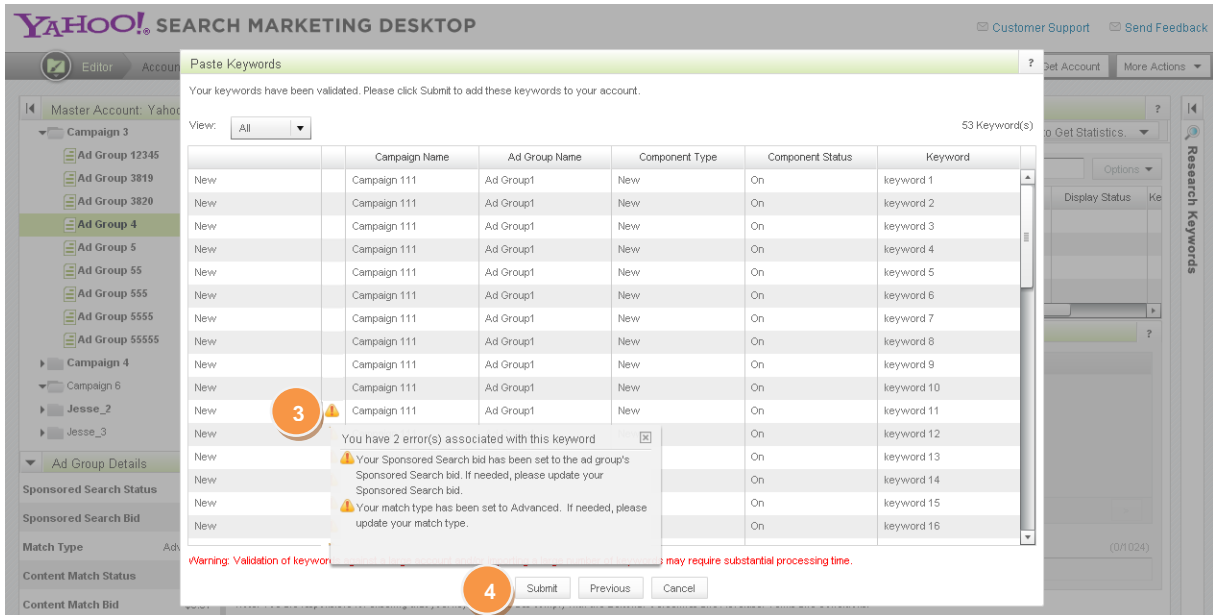 YAHOO! SEARCH MARKETING DESKTOP
Customer Support Send Feedback
Editor Accoun
Get Account More Actions
Paste Keywords ?
Your keywords have been validated. Please click Submit to add these keywords to your account.
View: All 53 Keyword(s)
Campaign Name Ad Group Name Component Type Component Status Keyword
New Campaign 111 Ad Group1 New On keyword 1
New Campaign 111 Ad Group1 New On keyword 2
New Campaign 111 Ad Group1 New On keyword 3
New Campaign 111 Ad Group1 New On keyword 4
New Campaign 111 Ad Group1 New On keyword 5
New Campaign 111 Ad Group1 New On keyword 6
New Campaign 111 Ad Group1 New On keyword 7
New Campaign 111 Ad Group1 New On keyword 8
New Campaign 111 Ad Group1 New On keyword 9
New Campaign 111 Ad Group1 New On keyword 10
New 3 Campaign 111 Ad Group1 New On keyword 11
New On keyword 12
New On keyword 13
New On keyword 14
New On keyword 15
New On keyword 16
You have 2 error(s) associated with this keyword
Your Sponsored Search bid has been set to the ad group's
Sponsored Search bid. If needed, please update your
Sponsored Search bid.
Your match type has been set to Advanced. If needed, please
update your match type.
Warning: Validation of keywor may require substantial processing time.
4 Submit Previous Cancel
Master Account: Yahoo
Campaign 3
Ad Group 12345
Ad Group 3819
Ad Group 3820
Ad Group 4
Ad Group 5
Ad Group 55
Ad Group 555
Ad Group 5555
Ad Group 55555
Campaign 4
Campaign 6
Jesse_2
Jesse_3
Ad Group Details
Sponsored Search Status
Sponsored Search Bid
Match Type Adv
Content Match Status
Content Match Bid
?
to Get Statistics.
Options
Display Status Ke
?
(0/1024)
Research Keywords